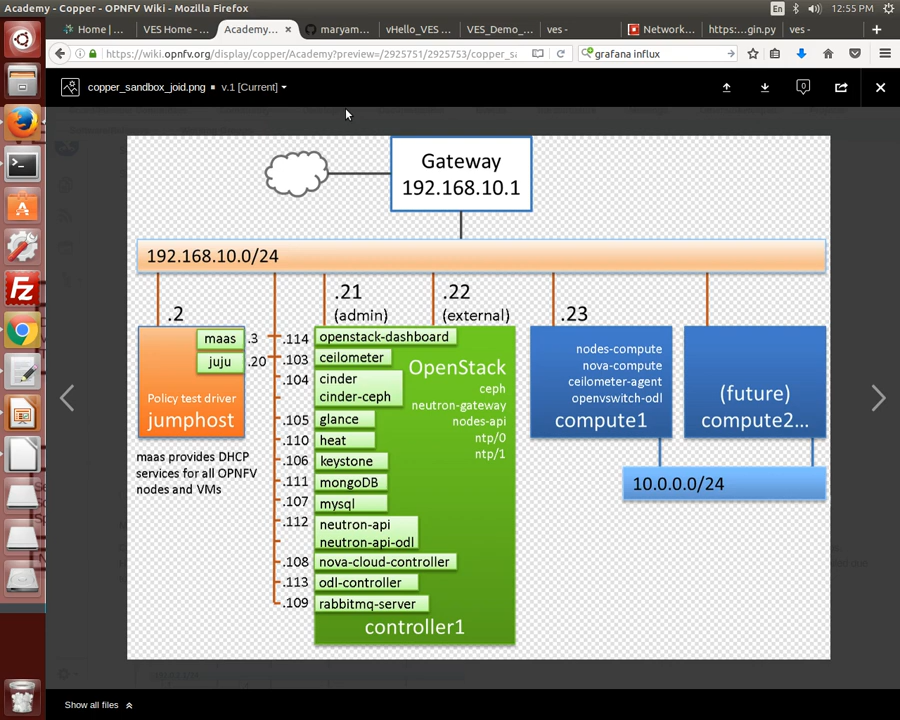 Academy - Copper - OPNFV Wiki - Mozilla Firefox
En
12:55 PM
Home |
VES Home -...
Academy...
maryam...
vHello_VES ...
VES_Demo_...
ves -
Network...
https:...gin.py
ves -
https://wiki.opnfv.org/display/copper/Academy?preview=/2925751/2925753/copper_sa
grafana influx
copper_sandbox_joid.png
v.1 [Current]
Gateway
192.168.10.1
192.168.10.0/24
.2
.21
(admin)
.22
(external)
.23
maas
.3
juju
.20
Policy test driver
jumphost
maas provides DHCP
services for all OPNFV
nodes and VMs
.114
openstack-dashboard
.103
ceilometer
.104
cinder
cinder-ceph
.105
glance
.110
heat
.106
keystone
.111
mongoDB
.107
mysql
.112
neutron-api
neutron-api-odl
.108
nova-cloud-controller
.113
odl-controller
.109
rabbitmq-server
OpenStack
ceph
neutron-gateway
nodes-api
ntp/0
ntp/1
controller1
nodes-compute
nova-compute
ceilometer-agent
openvswitch-odl
compute1
(future)
compute2...
10.0.0.0/24
Show all files